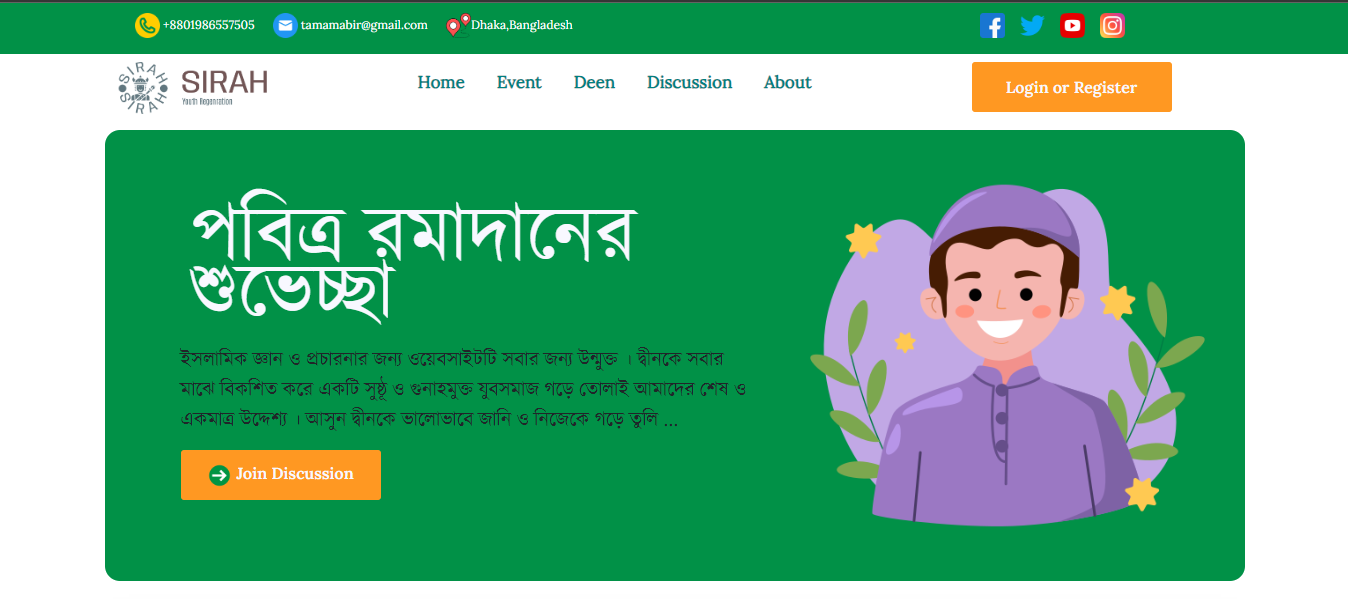 +8801986557505 tamamabir@gmail.com Dhaka,Bangladesh
SIRAH
SIRAH
SIRAH
Youth Regenration
Home Event Deen Discussion About
Login or Register
পবিত্র রমাদানের
শুভেচ্ছা
ইসলামিক জ্ঞান ও প্রচারনার জন্য ওয়েবসাইটটি সবার জন্য উন্মুক্ত । দ্বীনকে সবার
মাঝে বিকশিত করে একটি সুষ্ঠূ ও গুনাহমুক্ত যুবসমাজ গড়ে তোলাই আমাদের শেষ ও
একমাত্র উদ্দেশ্য । আসুন দ্বীনকে ভালোভাবে জানি ও নিজেকে গড়ে তুলি ...
Join Discussion